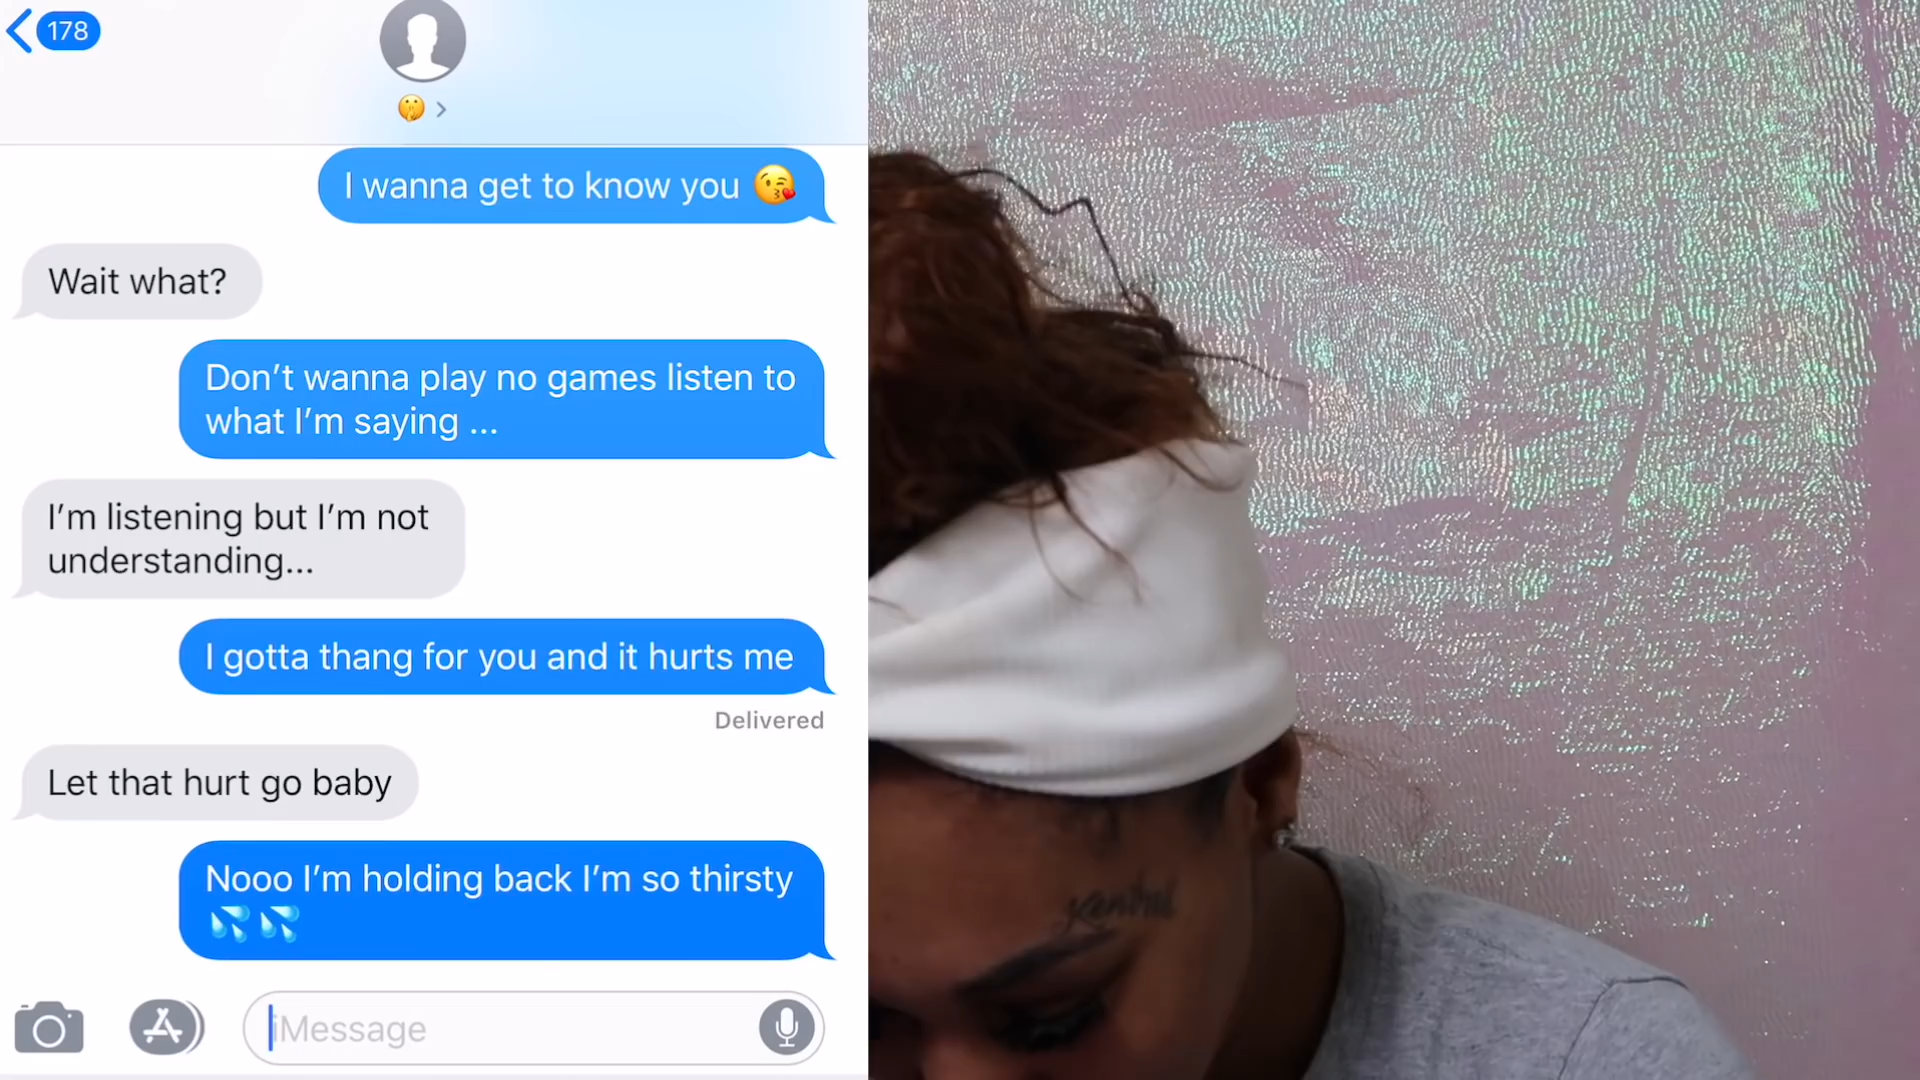 178
I wanna get to know you 😘
Wait what?
Don’t wanna play no games listen to
what I’m saying ...
I’m listening but I’m not
understanding...
I gotta thang for you and it hurts me
Delivered
Let that hurt go baby
Nooo I’m holding back I’m so thirsty
💦 💦
iMessage